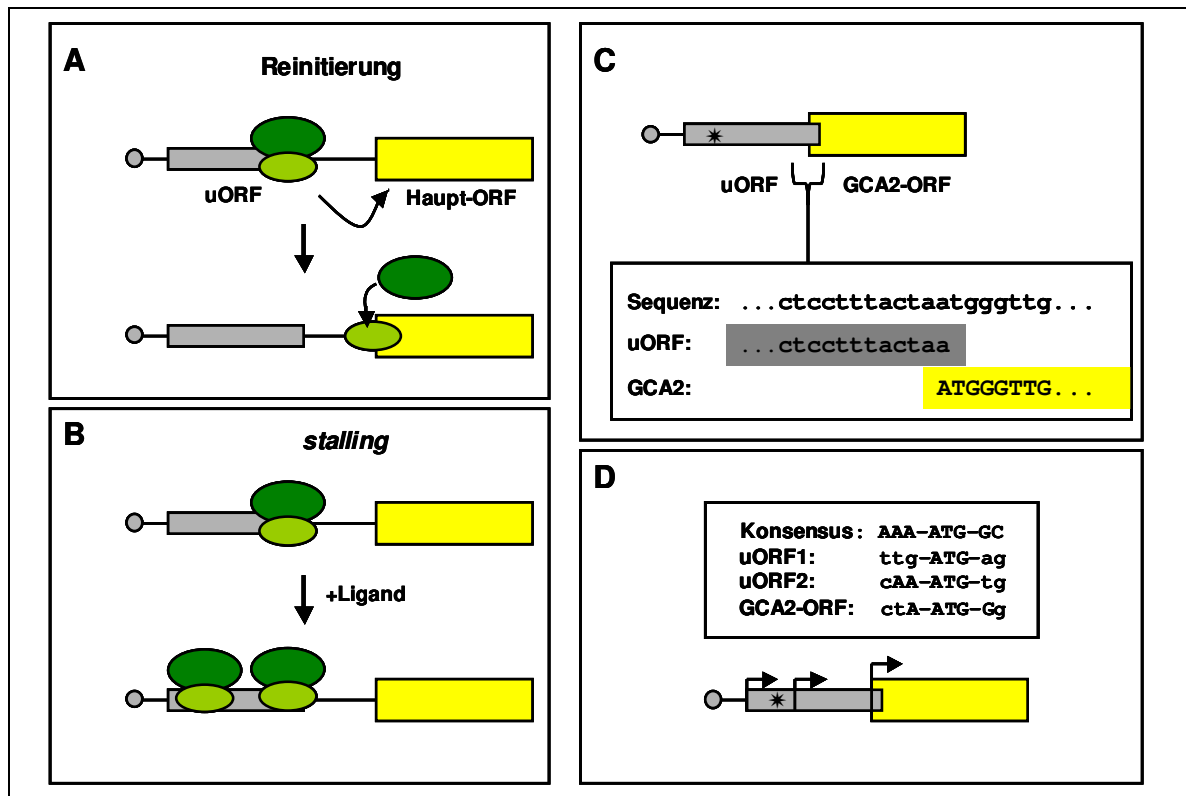 A
Reinitierung
uORF
Haupt-ORF
B
stalling
+Ligand
C
uORF
GCA2-ORF
Sequenz: ...ctcctttactaatgggttg...
uORF: ...ctcctttactaa
GCA2: ATGGGTTG...
D
Konsensus: AAA-ATG-GC
uORF1: ttg-ATG-ag
uORF2: cAA-ATG-tg
GCA2-ORF: ctA-ATG-Gg